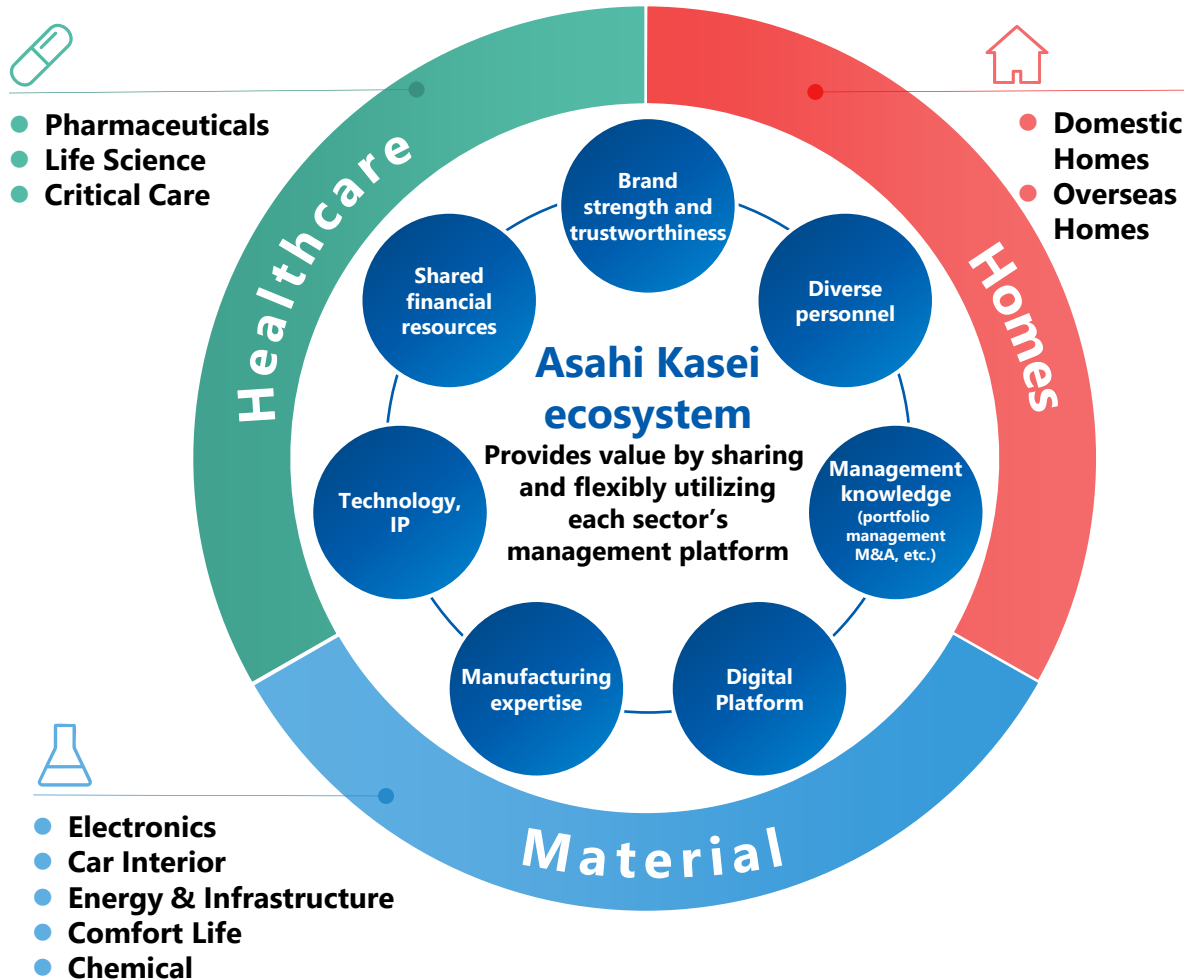 Pharmaceuticals
Life Science
Critical Care
Domestic
Homes
Overseas
Homes
Healthcare
Homes
Material
Brand
strength and
trustworthiness
Shared
financial
resources
Diverse
personnel
Asahi Kasei
ecosystem
Provides value by sharing
and flexibly utilizing
each sector’s
management platform
Technology,
IP
Management
knowledge
(portfolio
management
M&A, etc.)
Manufacturing
expertise
Digital
Platform
Electronics
Car Interior
Energy & Infrastructure
Comfort Life
Chemical